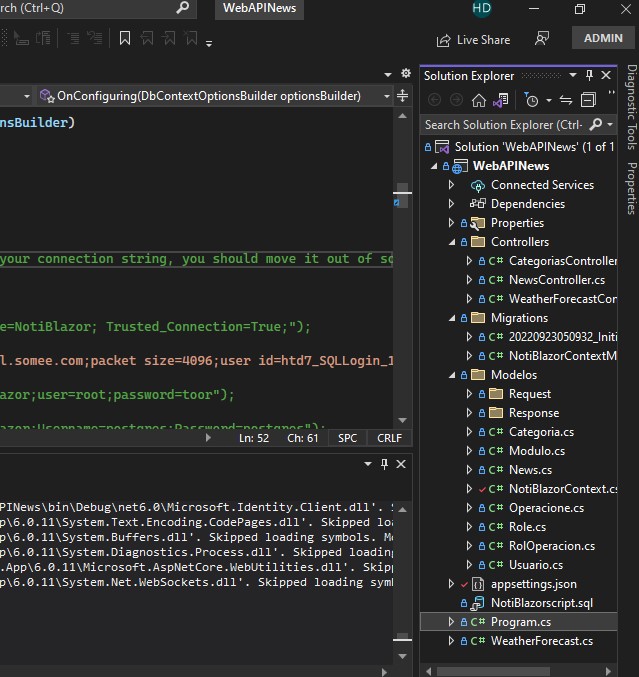 rch (Ctrl+Q)
WebAPINews
HD
Live Share
ADMIN
OnConfiguring(DbContextOptionsBuilder optionsBuilder)
nsBuilder)
your connection string, you should move it out of so
e=NotiBlazor; Trusted_Connection=True;");
l.somee.com;packet size=4096;user id=htd7_SQLLogin_1
azor;user=root;password=toor");
azor;Username=postgres;Password=postgres");
Ln: 52 Ch: 61 SPC CRLF
PINews\bin\Debug\net6.0\Microsoft.Identity.Client.dll'. S
p\6.0.11\System.Text.Encoding.CodePages.dll'. Skipped loa
p\6.0.11\System.Buffers.dll'. Skipped loading symbols. Mo
p\6.0.11\System.Diagnostics.Process.dll'. Skipped loading
.App\6.0.11\Microsoft.AspNetCore.WebUtilities.dll'. Skipp
p\6.0.11\System.Net.WebSockets.dll'. Skipped loading symb
Solution Explorer
Search Solution Explorer (Ctrl+
Solution 'WebAPINews' (1 of 1
WebAPINews
Connected Services
Dependencies
Properties
Controllers
C# CategoriasController
C# NewsController.cs
C# WeatherForecastCon
Migrations
C# 20220923050932_Initi
C# NotiBlazorContextM
Modelos
Request
Response
C# Categoria.cs
C# Modulo.cs
C# News.cs
C# NotiBlazorContext.cs
C# Operacione.cs
C# Role.cs
C# RolOperacion.cs
C# Usuario.cs
appsettings.json
NotiBlazorscript.sql
C# Program.cs
C# WeatherForecast.cs
Diagnostic Tools
Properties